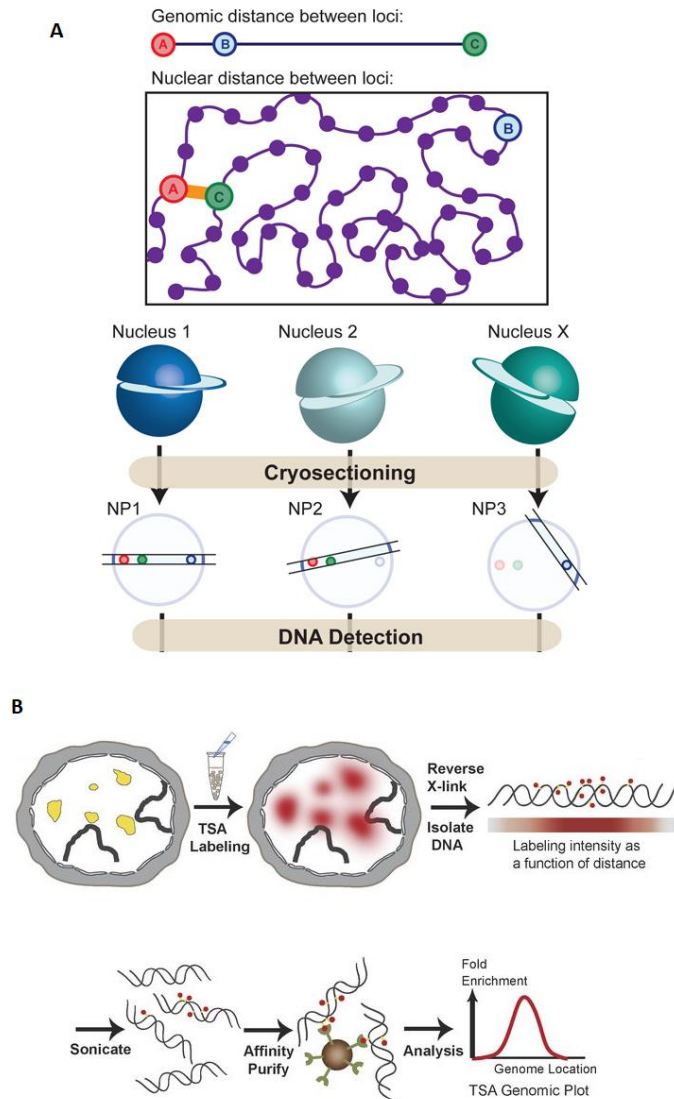 A
Genomic distance between loci:
A B C
Nuclear distance between loci:
B
A C
Nucleus 1 Nucleus 2 Nucleus X
Cryosectioning
NP1 NP2 NP3
DNA Detection
B
TSA
Labeling
Reverse
X-link
Isolate
DNA
Labeling intensity as
a function of distance
Sonicate
Affinity
Purify
Analysis
Fold
Enrichment
Genome Location
TSA Genomic Plot